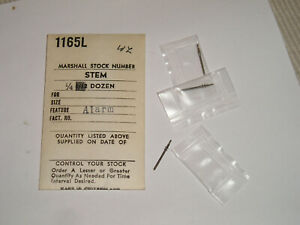 1165L
42
MARSHALL STOCK NUMBER
STEM
1/4 DOZEN
FOR
SIZE
FEATURE Alarm
FACT. NO.
QUANTITY LISTED ABOVE
SUPPLIED ON DATE OF
CONTROL YOUR STOCK
Order A Lesser or Greater
Quantity As Needed For Time
Interval Desired.